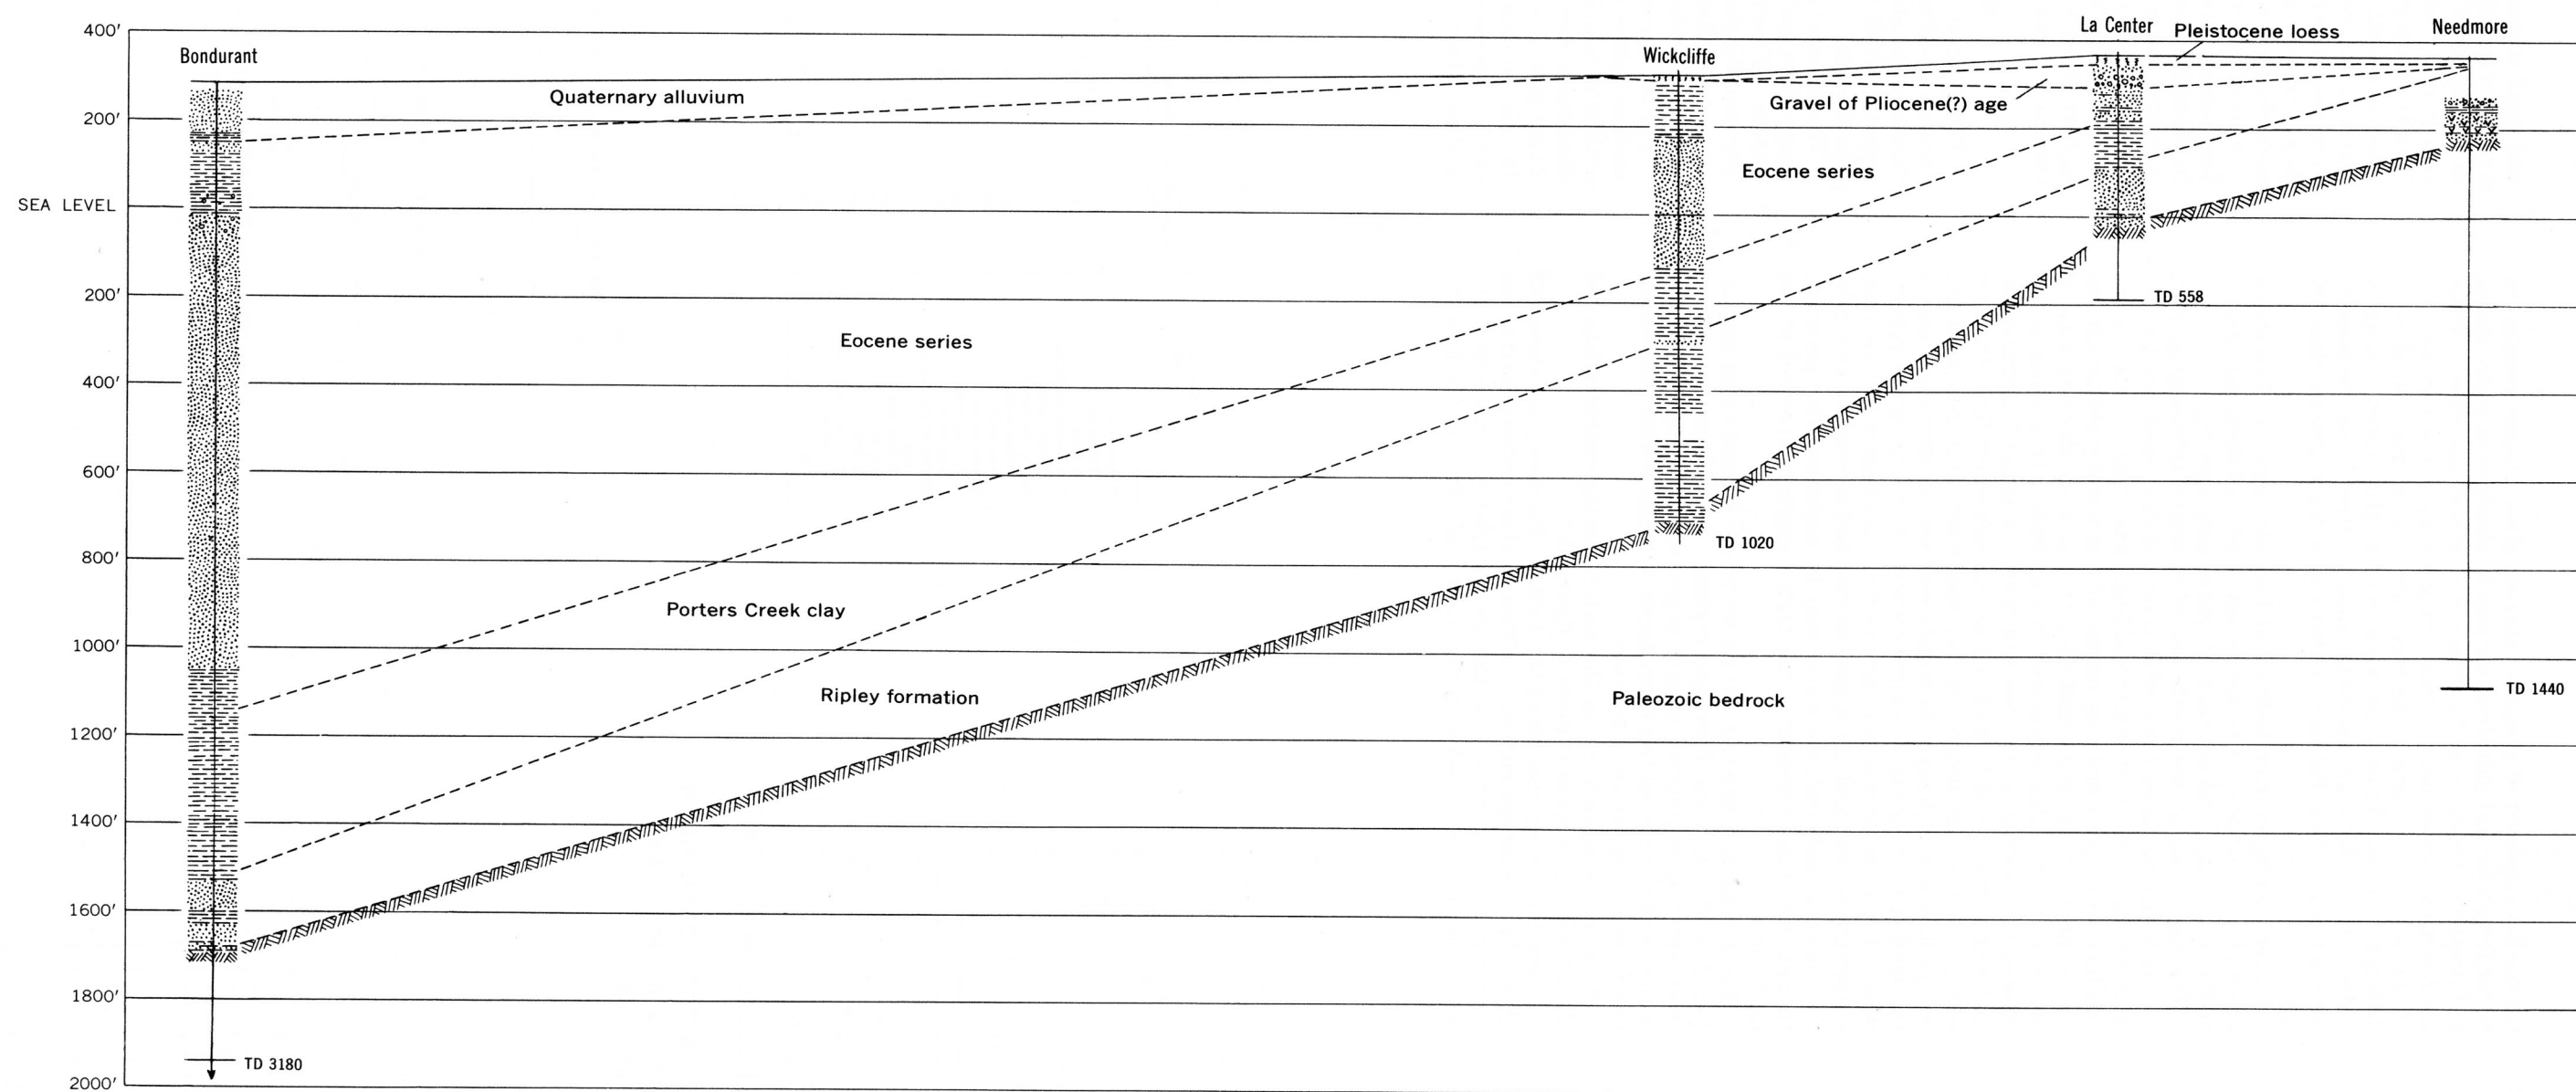 400'
Bondurant
Wickcliffe
La Center
Pleistocene loess
Needmore
Quaternary alluvium
Gravel of Pliocene(?) age
200'
Eocene series
SEA LEVEL
200'
TD 558
Eocene series
400'
600'
TD 1020
800'
Porters Creek clay
1000'
Ripley formation
Paleozoic bedrock
TD 1440
1200'
1400'
1600'
1800'
TD 3180
2000'